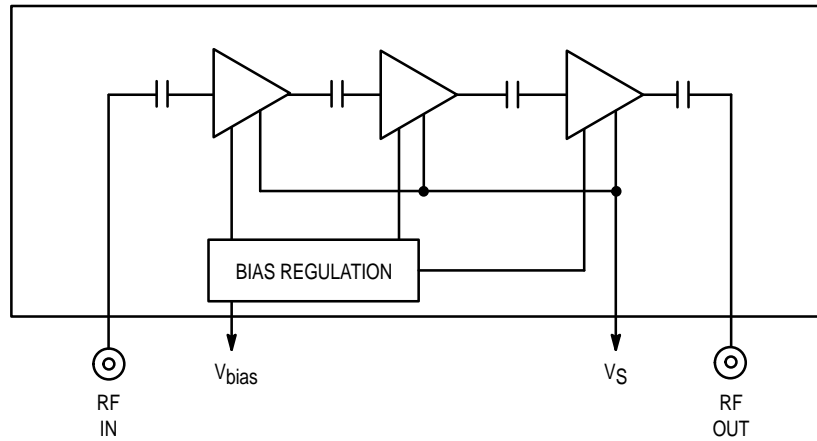 BIAS REGULATION
Vbias
VS
RF
IN
RF
OUT